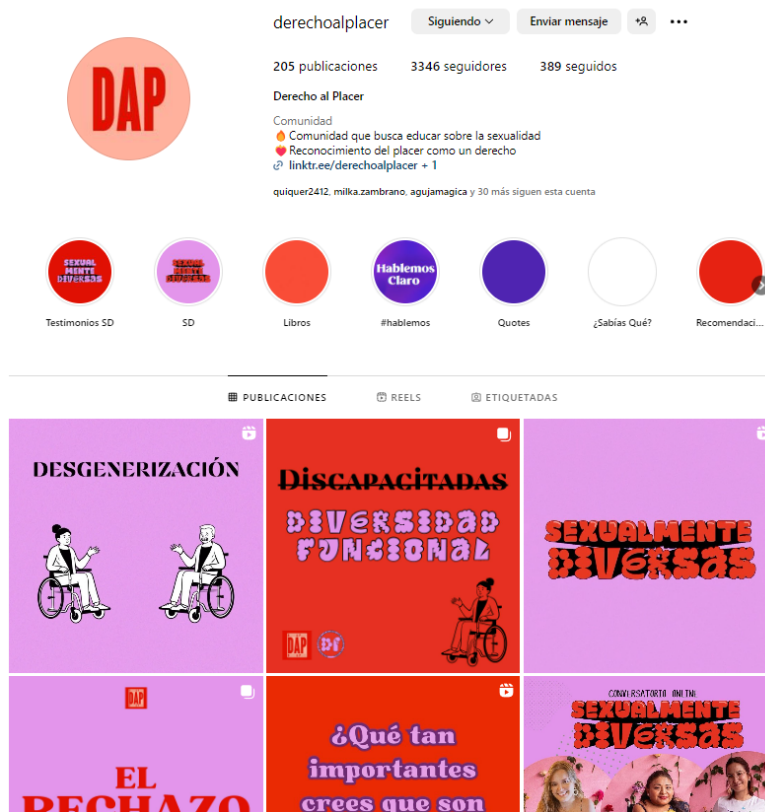 derechoalplacer Siguiendo Enviar mensaje
DAP
205 publicaciones 3346 seguidores 389 seguidos
Derecho al Placer
Comunidad
🔥 Comunidad que busca educar sobre la sexualidad
❤️‍🔥 Reconocimiento del placer como un derecho
linktr.ee/derechoalplacer + 1
quiquer2412, milka.zambrano, agujamagica y 30 más siguen esta cuenta
SEXUAL
MENTE
DIVERSAS
SEXUAL
MENTE
DIVERSAS
Hablemos
Claro
Testimonios SD SD Libros #hablemos Quotes ¿Sabías Qué? Recomendaci...
PUBLICACIONES REELS ETIQUETADAS
DESGENERIZACIÓN
DISCAPACITADAS
DIVERSIDAD
FUNCIONAL
DAP DF
SEXUALMENTE
DIVERSAS
DAP
EL
RECHAZO
¿Qué tan
importantes
crees que son
CONVERSATORIO ONLINE
SEXUALMENTE
DIVERSAS